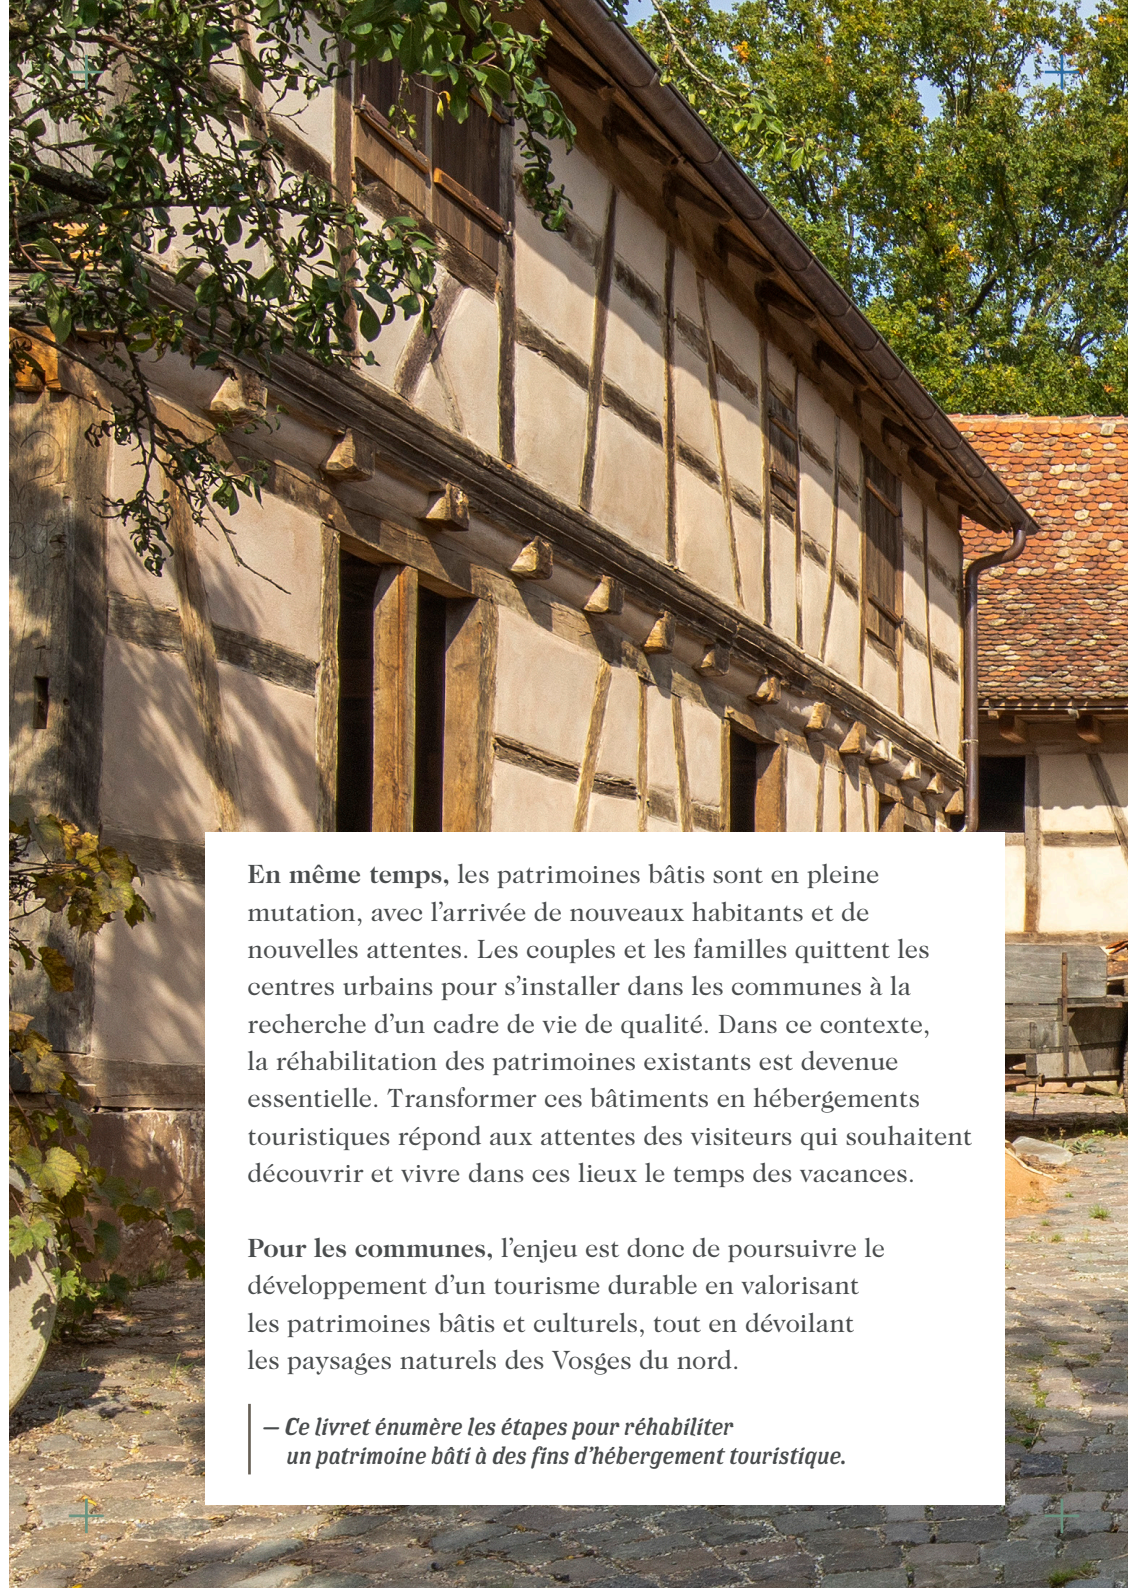 En même temps, les patrimoines bâtis sont en pleine
mutation, avec l’arrivée de nouveaux habitants et de
nouvelles attentes. Les couples et les familles quittent les
centres urbains pour s’installer dans les communes à la
recherche d’un cadre de vie de qualité. Dans ce contexte,
la réhabilitation des patrimoines existants est devenue
essentielle. Transformer ces bâtiments en hébergements
touristiques répond aux attentes des visiteurs qui souhaitent
découvrir et vivre dans ces lieux le temps des vacances.
Pour les communes, l’enjeu est donc de poursuivre le
développement d’un tourisme durable en valorisant
les patrimoines bâtis et culturels, tout en dévoilant
les paysages naturels des Vosges du nord.
– Ce livret énumère les étapes pour réhabiliter
un patrimoine bâti à des fins d’hébergement touristique.